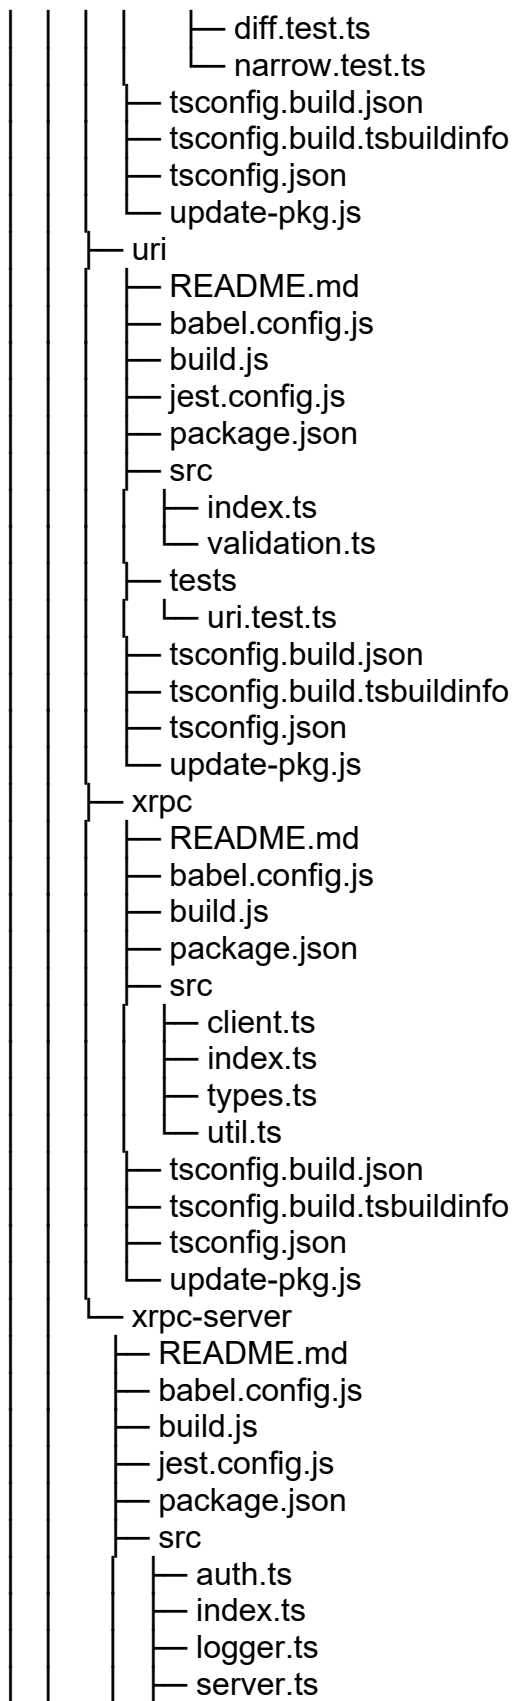 diff.test.ts
narrow.test.ts
tsconfig.build.json
tsconfig.build.tsbuildinfo
tsconfig.json
update-pkg.js
uri
README.md
babel.config.js
build.js
jest.config.js
package.json
src
index.ts
validation.ts
tests
uri.test.ts
tsconfig.build.json
tsconfig.build.tsbuildinfo
tsconfig.json
update-pkg.js
xrpc
README.md
babel.config.js
build.js
package.json
src
client.ts
index.ts
types.ts
util.ts
tsconfig.build.json
tsconfig.build.tsbuildinfo
tsconfig.json
update-pkg.js
xrpc-server
README.md
babel.config.js
build.js
jest.config.js
package.json
src
auth.ts
index.ts
logger.ts
server.ts